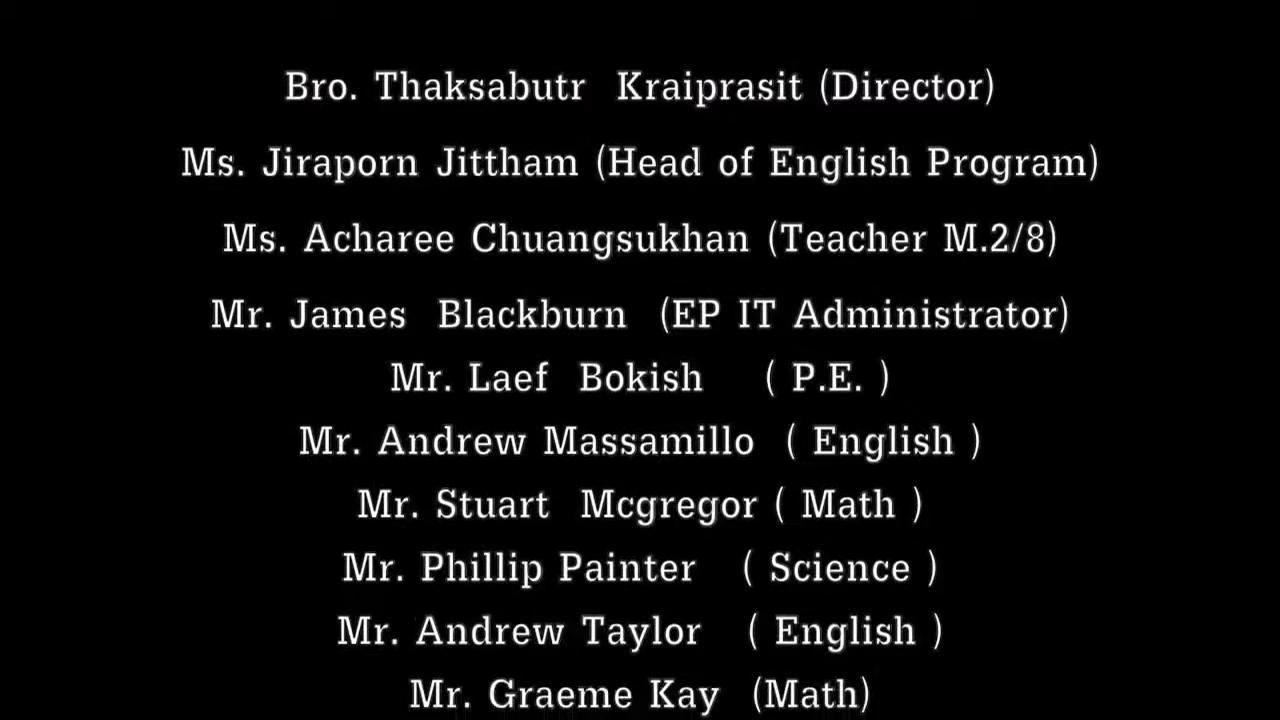 Bro. Thaksabutr Kraiprasit (Director)
Ms. Jiraporn Jittham (Head of English Program)
Ms. Acharee Chuangsukhan (Teacher M.2/8)
Mr. James Blackburn (EP IT Administrator)
Mr. Laef Bokish ( P.E. )
Mr. Andrew Massamillo ( English )
Mr. Stuart Mcgregor ( Math )
Mr. Phillip Painter ( Science )
Mr. Andrew Taylor ( English )
Mr. Graeme Kay (Math)